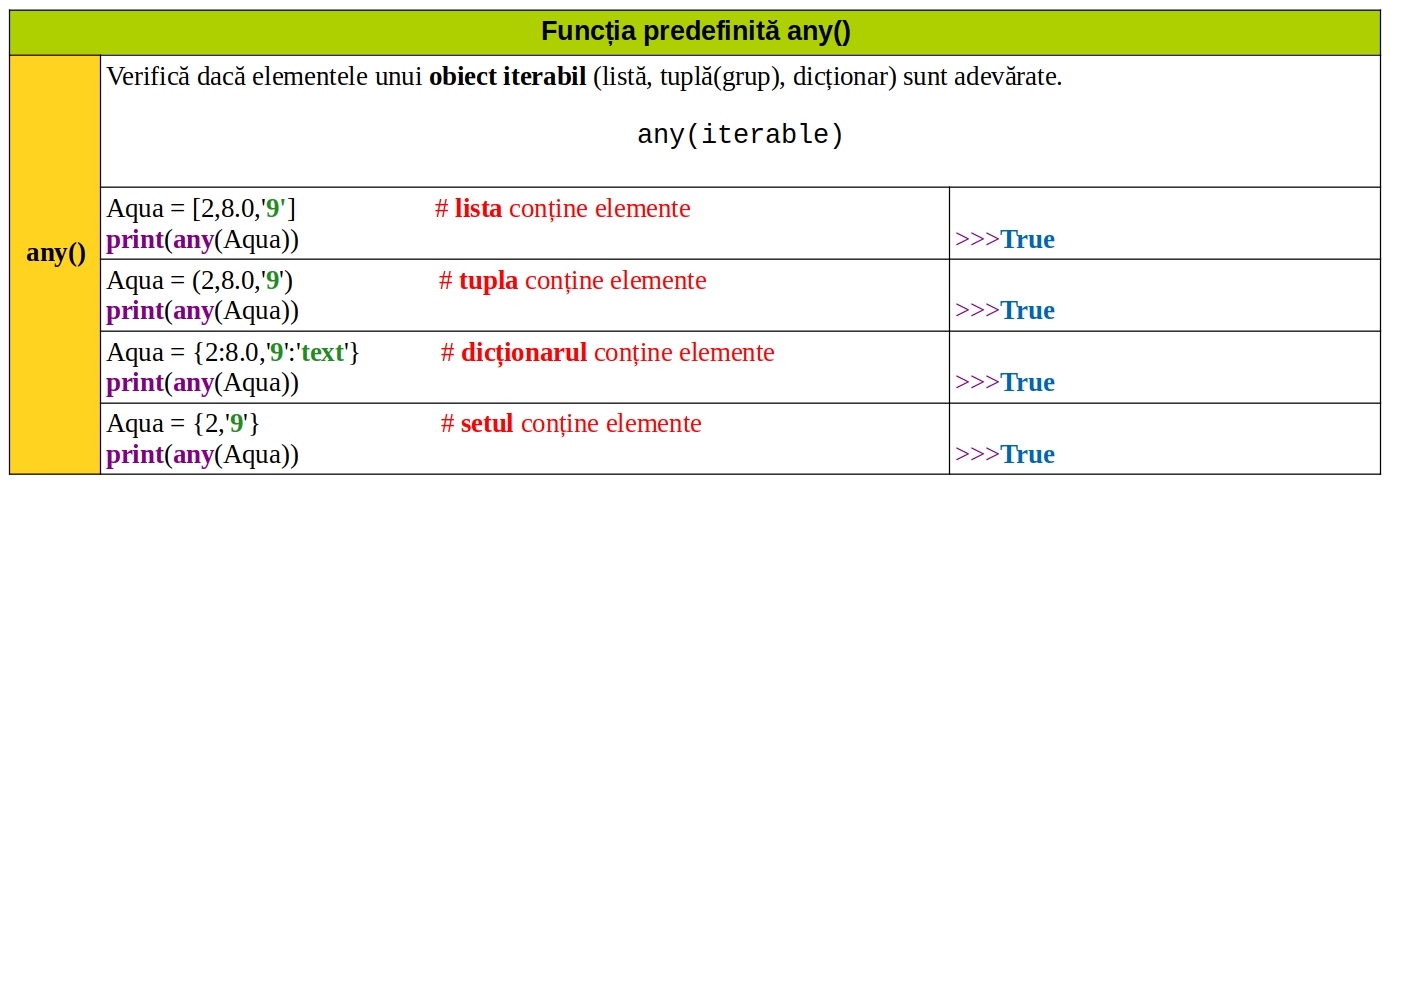 Funcția predefinită any()
any()
Verifică dacă elementele unui obiect iterabil (listă, tuplă(grup), dicționar) sunt adevărate.
any(iterable)
Aqua = [2,8.0,'9'] # lista conține elemente
print(any(Aqua)) >>>True
Aqua = (2,8.0,'9') # tupla conține elemente
print(any(Aqua)) >>>True
Aqua = {2:8.0,'9':'text'} # dicționarul conține elemente
print(any(Aqua)) >>>True
Aqua = {2,'9'} # setul conține elemente
print(any(Aqua)) >>>True